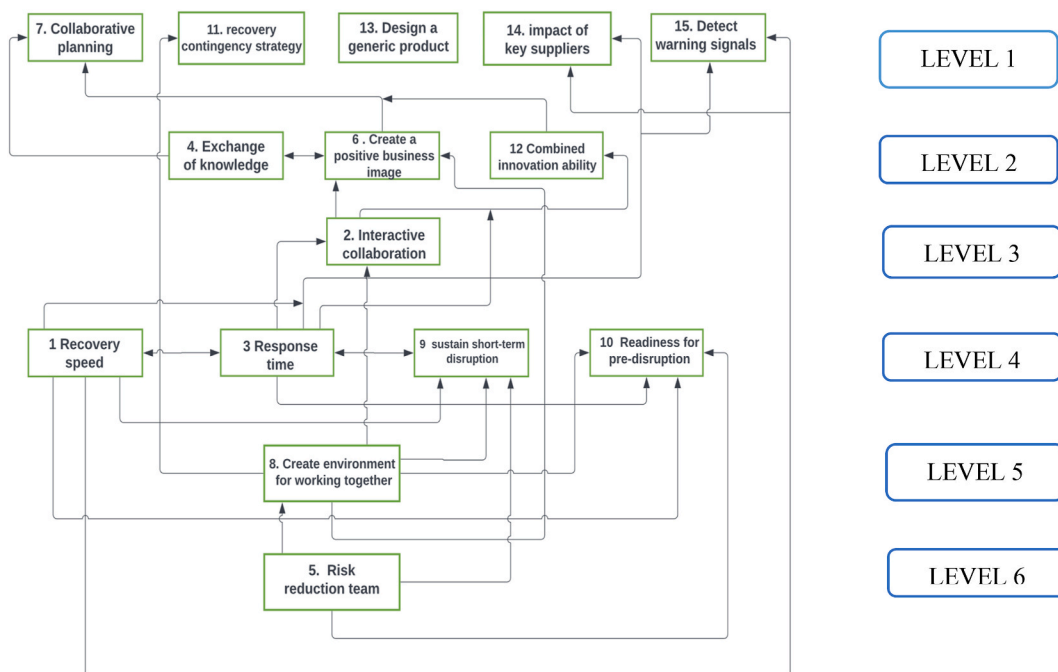 7. Collaborative
planning
11. recovery
contingency strategy
13. Design a
generic product
14. impact of
key suppliers
15. Detect
warning signals
LEVEL 1
4. Exchange
of knowledge
6 . Create a
positive business
image
12 Combined
innovation ability
LEVEL 2
2. Interactive
collaboration
LEVEL 3
1 Recovery
speed
3 Response
time
9 sustain short-term
disruption
10 Readiness for
pre-disruption
LEVEL 4
8. Create environment
for working together
LEVEL 5
5. Risk
reduction team
LEVEL 6